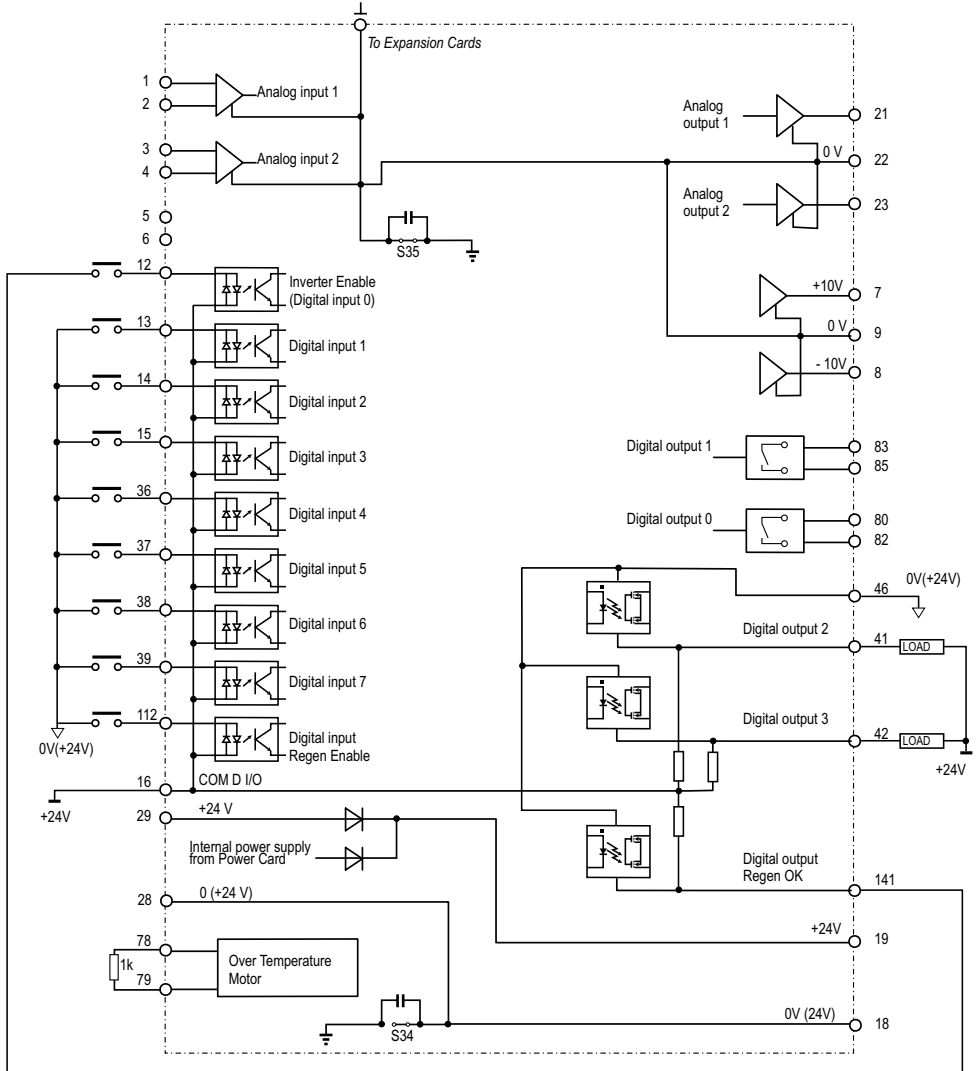 To Expansion Cards
1
Analog input 1
2
3
Analog input 2
4
5
6
S35
Analog
output 1
21
0 V
22
Analog
output 2
23
+10V
7
0 V
9
- 10V
8
12
Inverter Enable
(Digital input 0)
13
Digital input 1
14
Digital input 2
15
Digital input 3
36
Digital input 4
37
Digital input 5
38
Digital input 6
39
Digital input 7
112
Digital input
Regen Enable
0V(+24V)
16
COM D I/O
+24V
29
+24 V
Internal power supply
from Power Card
28
0 (+24 V)
78
1k
79
Over Temperature
Motor
S34
Digital output 1
83
85
Digital output 0
80
82
46
0V(+24V)
Digital output 2
41
LOAD
Digital output 3
42
LOAD
+24V
Digital output
Regen OK
141
+24V
19
0V (24V)
18